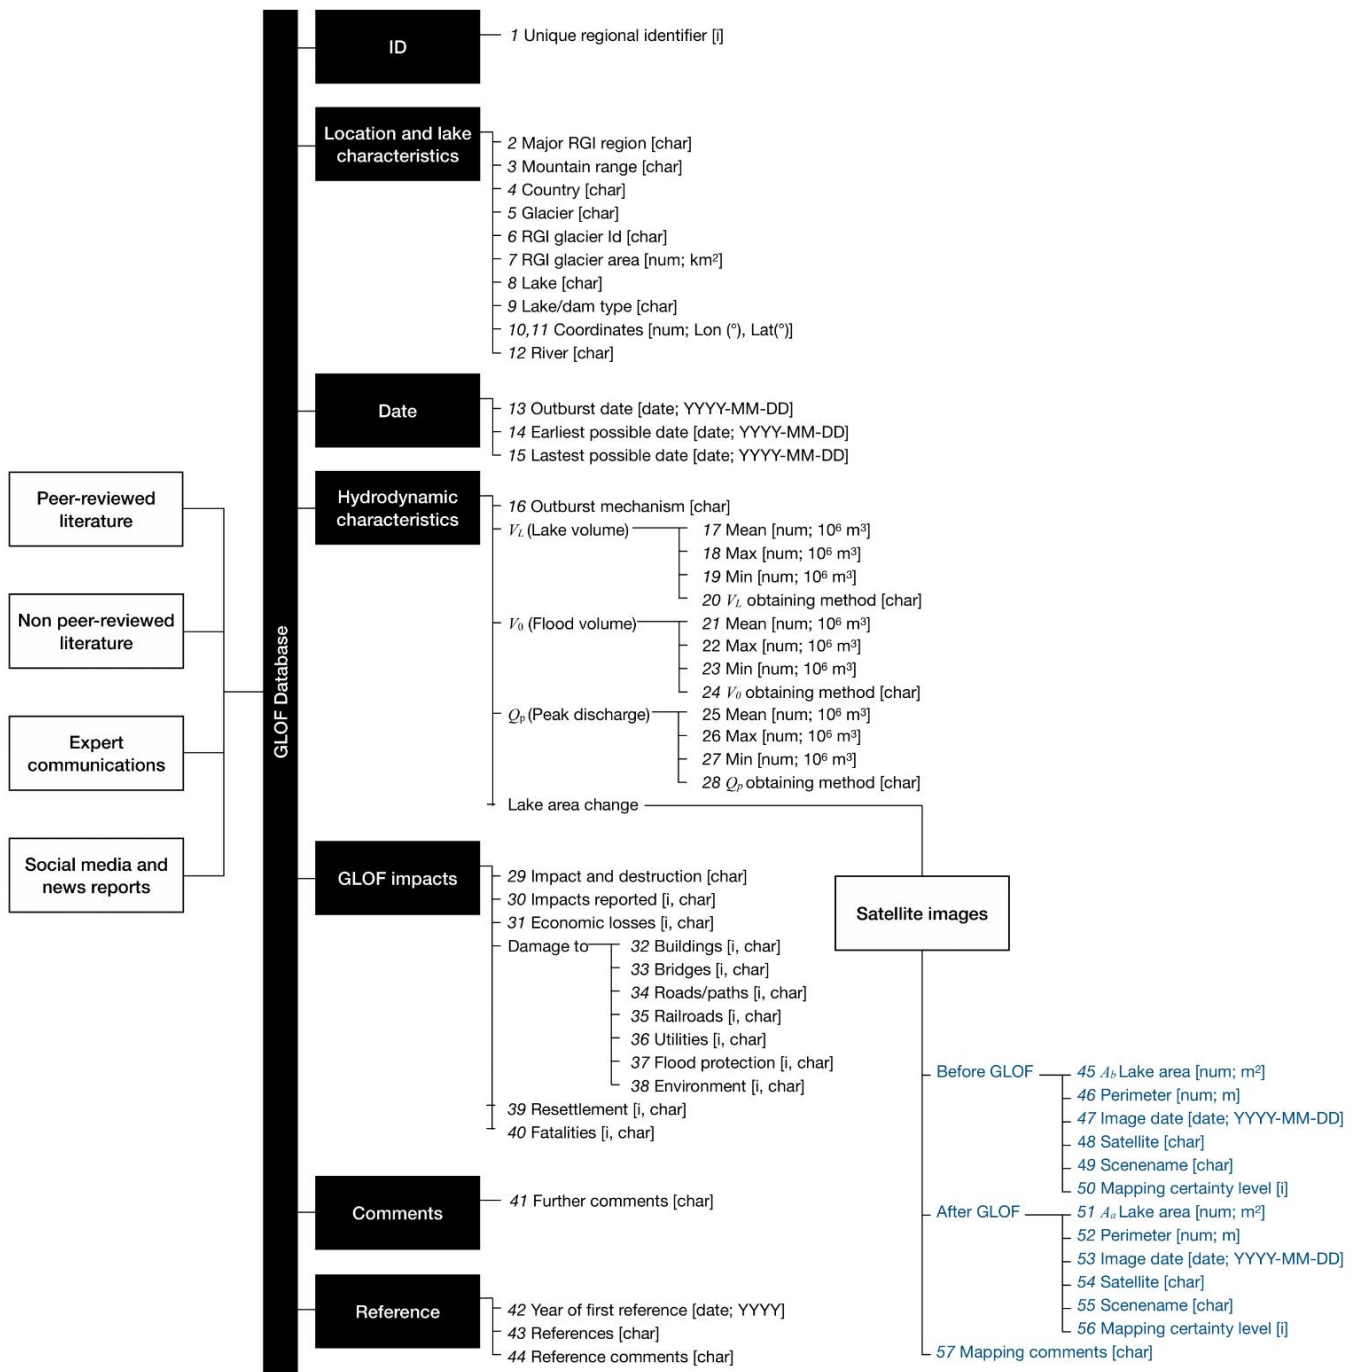 Peer-reviewed
literature
Non peer-reviewed
literature
Expert
communications
Social media and
news reports
GLOF Database
ID
1 Unique regional identifier [i]
Location and lake
characteristics
2 Major RGI region [char]
3 Mountain range [char]
4 Country [char]
5 Glacier [char]
6 RGI glacier Id [char]
7 RGI glacier area [num; km²]
8 Lake [char]
9 Lake/dam type [char]
10,11 Coordinates [num; Lon (°), Lat(°)]
12 River [char]
Date
13 Outburst date [date; YYYY-MM-DD]
14 Earliest possible date [date; YYYY-MM-DD]
15 Lastest possible date [date; YYYY-MM-DD]
Hydrodynamic
characteristics
16 Outburst mechanism [char]
V_L (Lake volume)
17 Mean [num; 10⁶ m³]
18 Max [num; 10⁶ m³]
19 Min [num; 10⁶ m³]
20 V_L obtaining method [char]
V₀ (Flood volume)
21 Mean [num; 10⁶ m³]
22 Max [num; 10⁶ m³]
23 Min [num; 10⁶ m³]
24 V₀ obtaining method [char]
Qₚ (Peak discharge)
25 Mean [num; 10⁶ m³]
26 Max [num; 10⁶ m³]
27 Min [num; 10⁶ m³]
28 Qₚ obtaining method [char]
Lake area change
GLOF impacts
29 Impact and destruction [char]
30 Impacts reported [i, char]
31 Economic losses [i, char]
Damage to
32 Buildings [i, char]
33 Bridges [i, char]
34 Roads/paths [i, char]
35 Railroads [i, char]
36 Utilities [i, char]
37 Flood protection [i, char]
38 Environment [i, char]
39 Resettlement [i, char]
40 Fatalities [i, char]
Comments
41 Further comments [char]
Reference
42 Year of first reference [date; YYYY]
43 References [char]
44 Reference comments [char]
Satellite images
Before GLOF
45 A_b Lake area [num; m²]
46 Perimeter [num; m]
47 Image date [date; YYYY-MM-DD]
48 Satellite [char]
49 Scenename [char]
50 Mapping certainty level [i]
After GLOF
51 Aₐ Lake area [num; m²]
52 Perimeter [num; m]
53 Image date [date; YYYY-MM-DD]
54 Satellite [char]
55 Scenename [char]
56 Mapping certainty level [i]
57 Mapping comments [char]